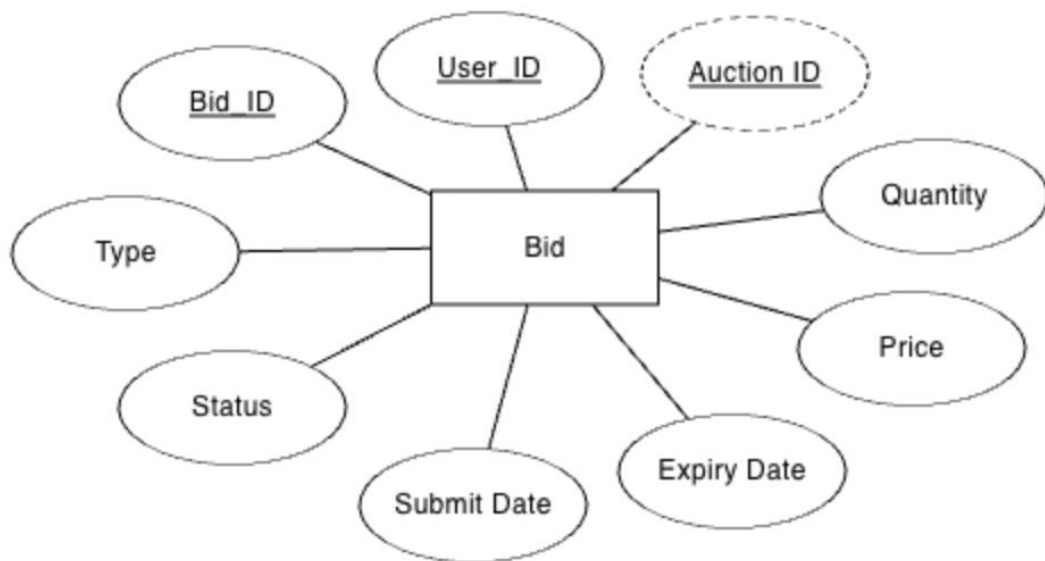 User_ID
Auction ID
Bid_ID
Quantity
Type
Bid
Price
Status
Expiry Date
Submit Date